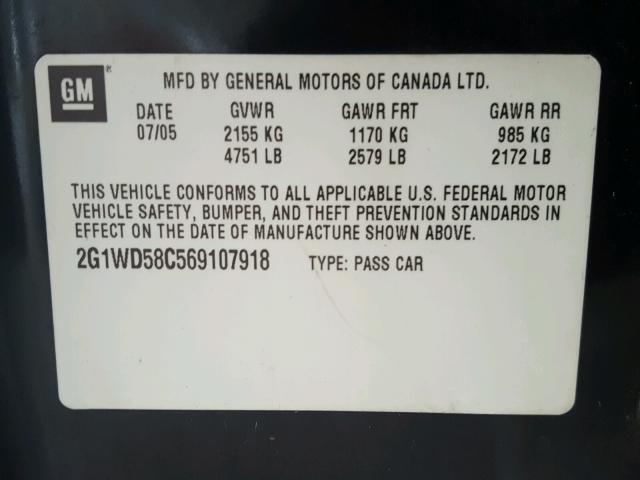 GM ®
MFD BY GENERAL MOTORS OF CANADA LTD.
DATE GVWR GAWR FRT GAWR RR
07/05 2155 KG 1170 KG 985 KG
4751 LB 2579 LB 2172 LB
THIS VEHICLE CONFORMS TO ALL APPLICABLE U.S. FEDERAL MOTOR
VEHICLE SAFETY, BUMPER, AND THEFT PREVENTION STANDARDS IN
EFFECT ON THE DATE OF MANUFACTURE SHOWN ABOVE.
2G1WD58C569107918 TYPE: PASS CAR